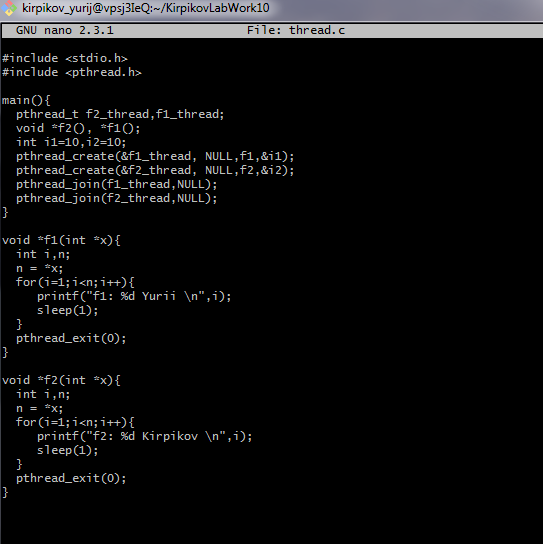 kirpikov_yurij@vpsj3IeQ:~/KirpikovLabWork10
GNU nano 2.3.1 File: thread.c
#include <stdio.h>
#include <pthread.h>
main(){
pthread_t f2_thread,f1_thread;
void *f2(), *f1();
int i1=10,i2=10;
pthread_create(&f1_thread, NULL,f1,&i1);
pthread_create(&f2_thread, NULL,f2,&i2);
pthread_join(f1_thread,NULL);
pthread_join(f2_thread,NULL);
}
void *f1(int *x){
int i,n;
n = *x;
for(i=1;i<n;i++){
printf("f1: %d Yurii \n",i);
sleep(1);
}
pthread_exit(0);
}
void *f2(int *x){
int i,n;
n = *x;
for(i=1;i<n;i++){
printf("f2: %d Kirpikov \n",i);
sleep(1);
}
pthread_exit(0);
}